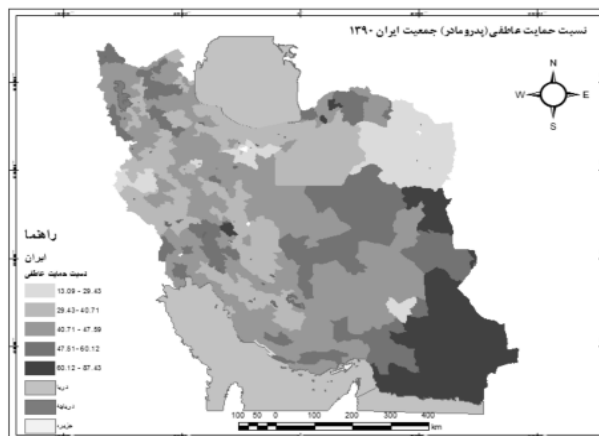 نسبت حمایت عاطفی(پدرومادر) جمعیت ایران ۱۳۹۰
N
W E
S
راهنما
ایران
نسبت حمایت عاطفی
13.09 - 29.43
29.43 - 40.71
40.71 - 47.59
47.51 - 60.12
60.12 - 87.43
دریا
دریاچه
جزیره
100 50 0 100 200 300 400
km